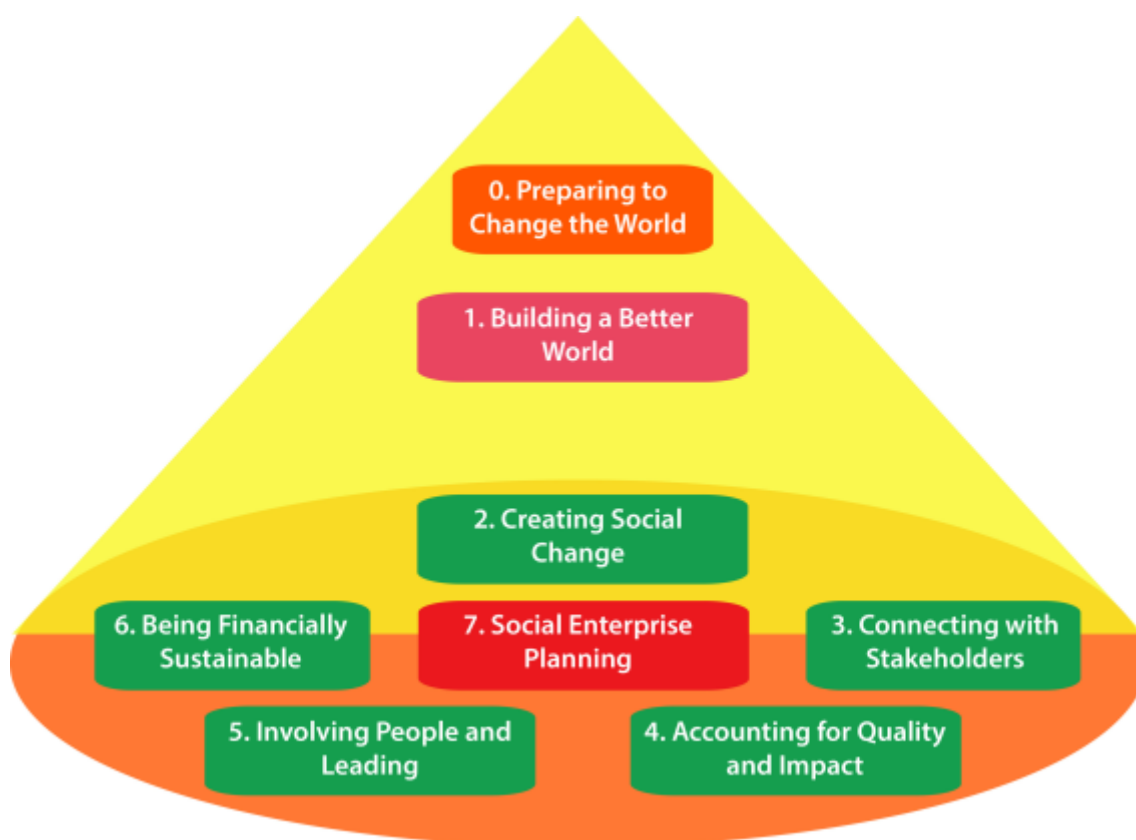 0. Preparing to
Change the World
1. Building a Better
World
2. Creating Social
Change
6. Being Financially
Sustainable
7. Social Enterprise
Planning
3. Connecting with
Stakeholders
5. Involving People and
Leading
4. Accounting for Quality
and Impact